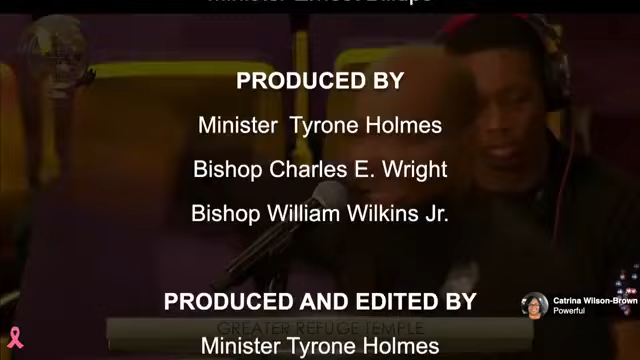 PRODUCED BY
Minister Tyrone Holmes
Bishop Charles E. Wright
Bishop William Wilkins Jr.
PRODUCED AND EDITED BY
Catrina Wilson-Brown
Powerful
GREATER REFUGE TEMPLE
Minister Tyrone Holmes